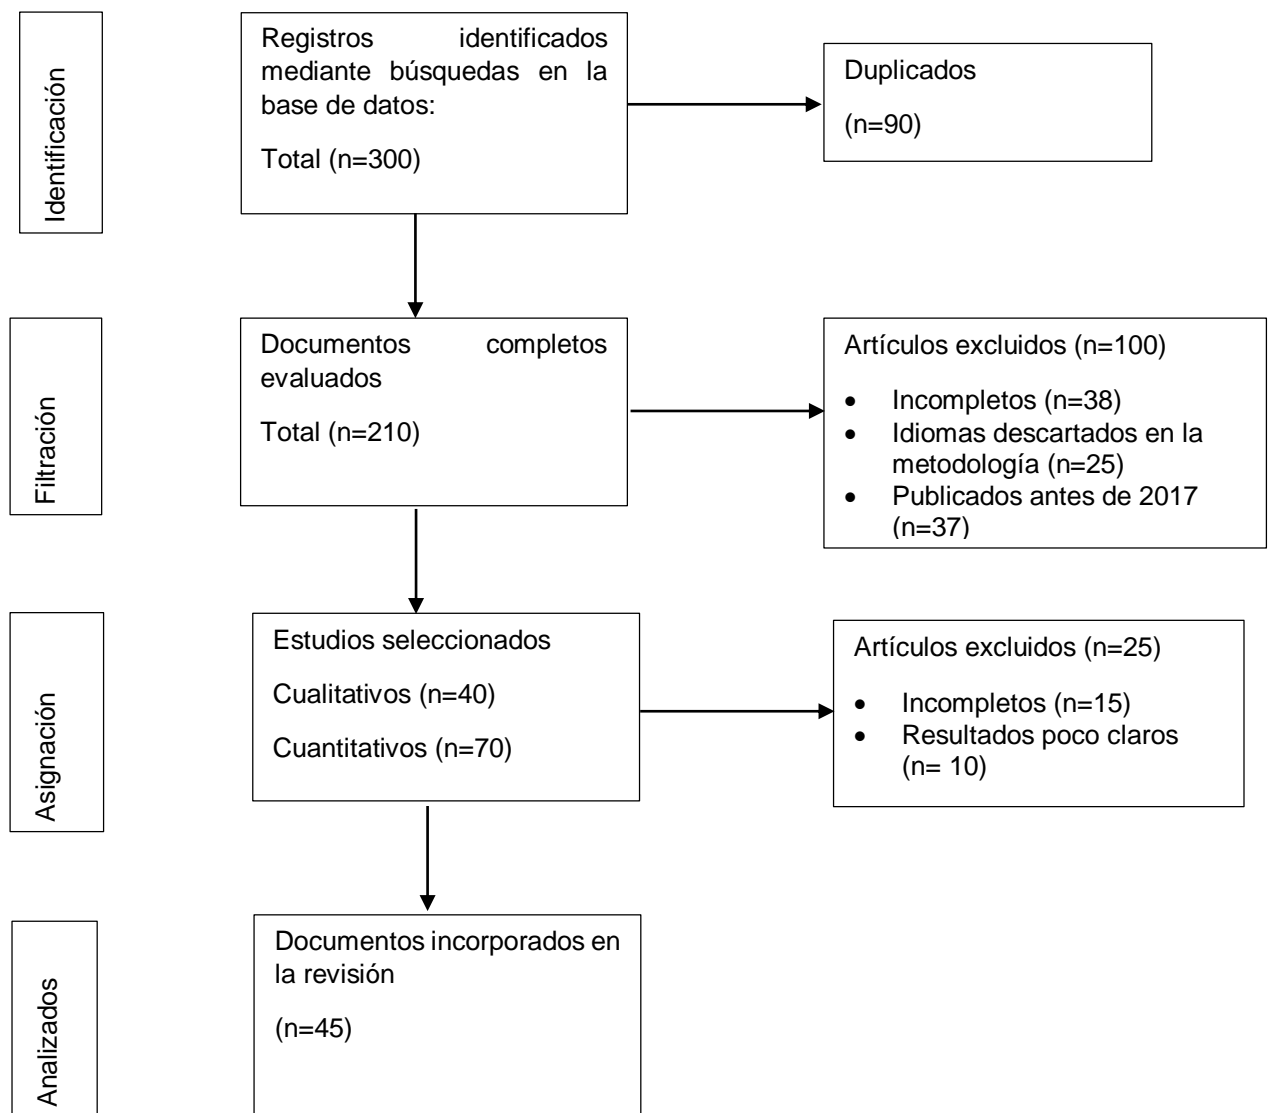 Identificación
Registros identificados
mediante búsquedas en la
base de datos:
Total (n=300)
Duplicados
(n=90)
Filtración
Documentos completos
evaluados
Total (n=210)
Artículos excluidos (n=100)
• Incompletos (n=38)
• Idiomas descartados en la
metodología (n=25)
• Publicados antes de 2017
(n=37)
Asignación
Estudios seleccionados
Cualitativos (n=40)
Cuantitativos (n=70)
Artículos excluidos (n=25)
• Incompletos (n=15)
• Resultados poco claros
(n= 10)
Analizados
Documentos incorporados en
la revisión
(n=45)